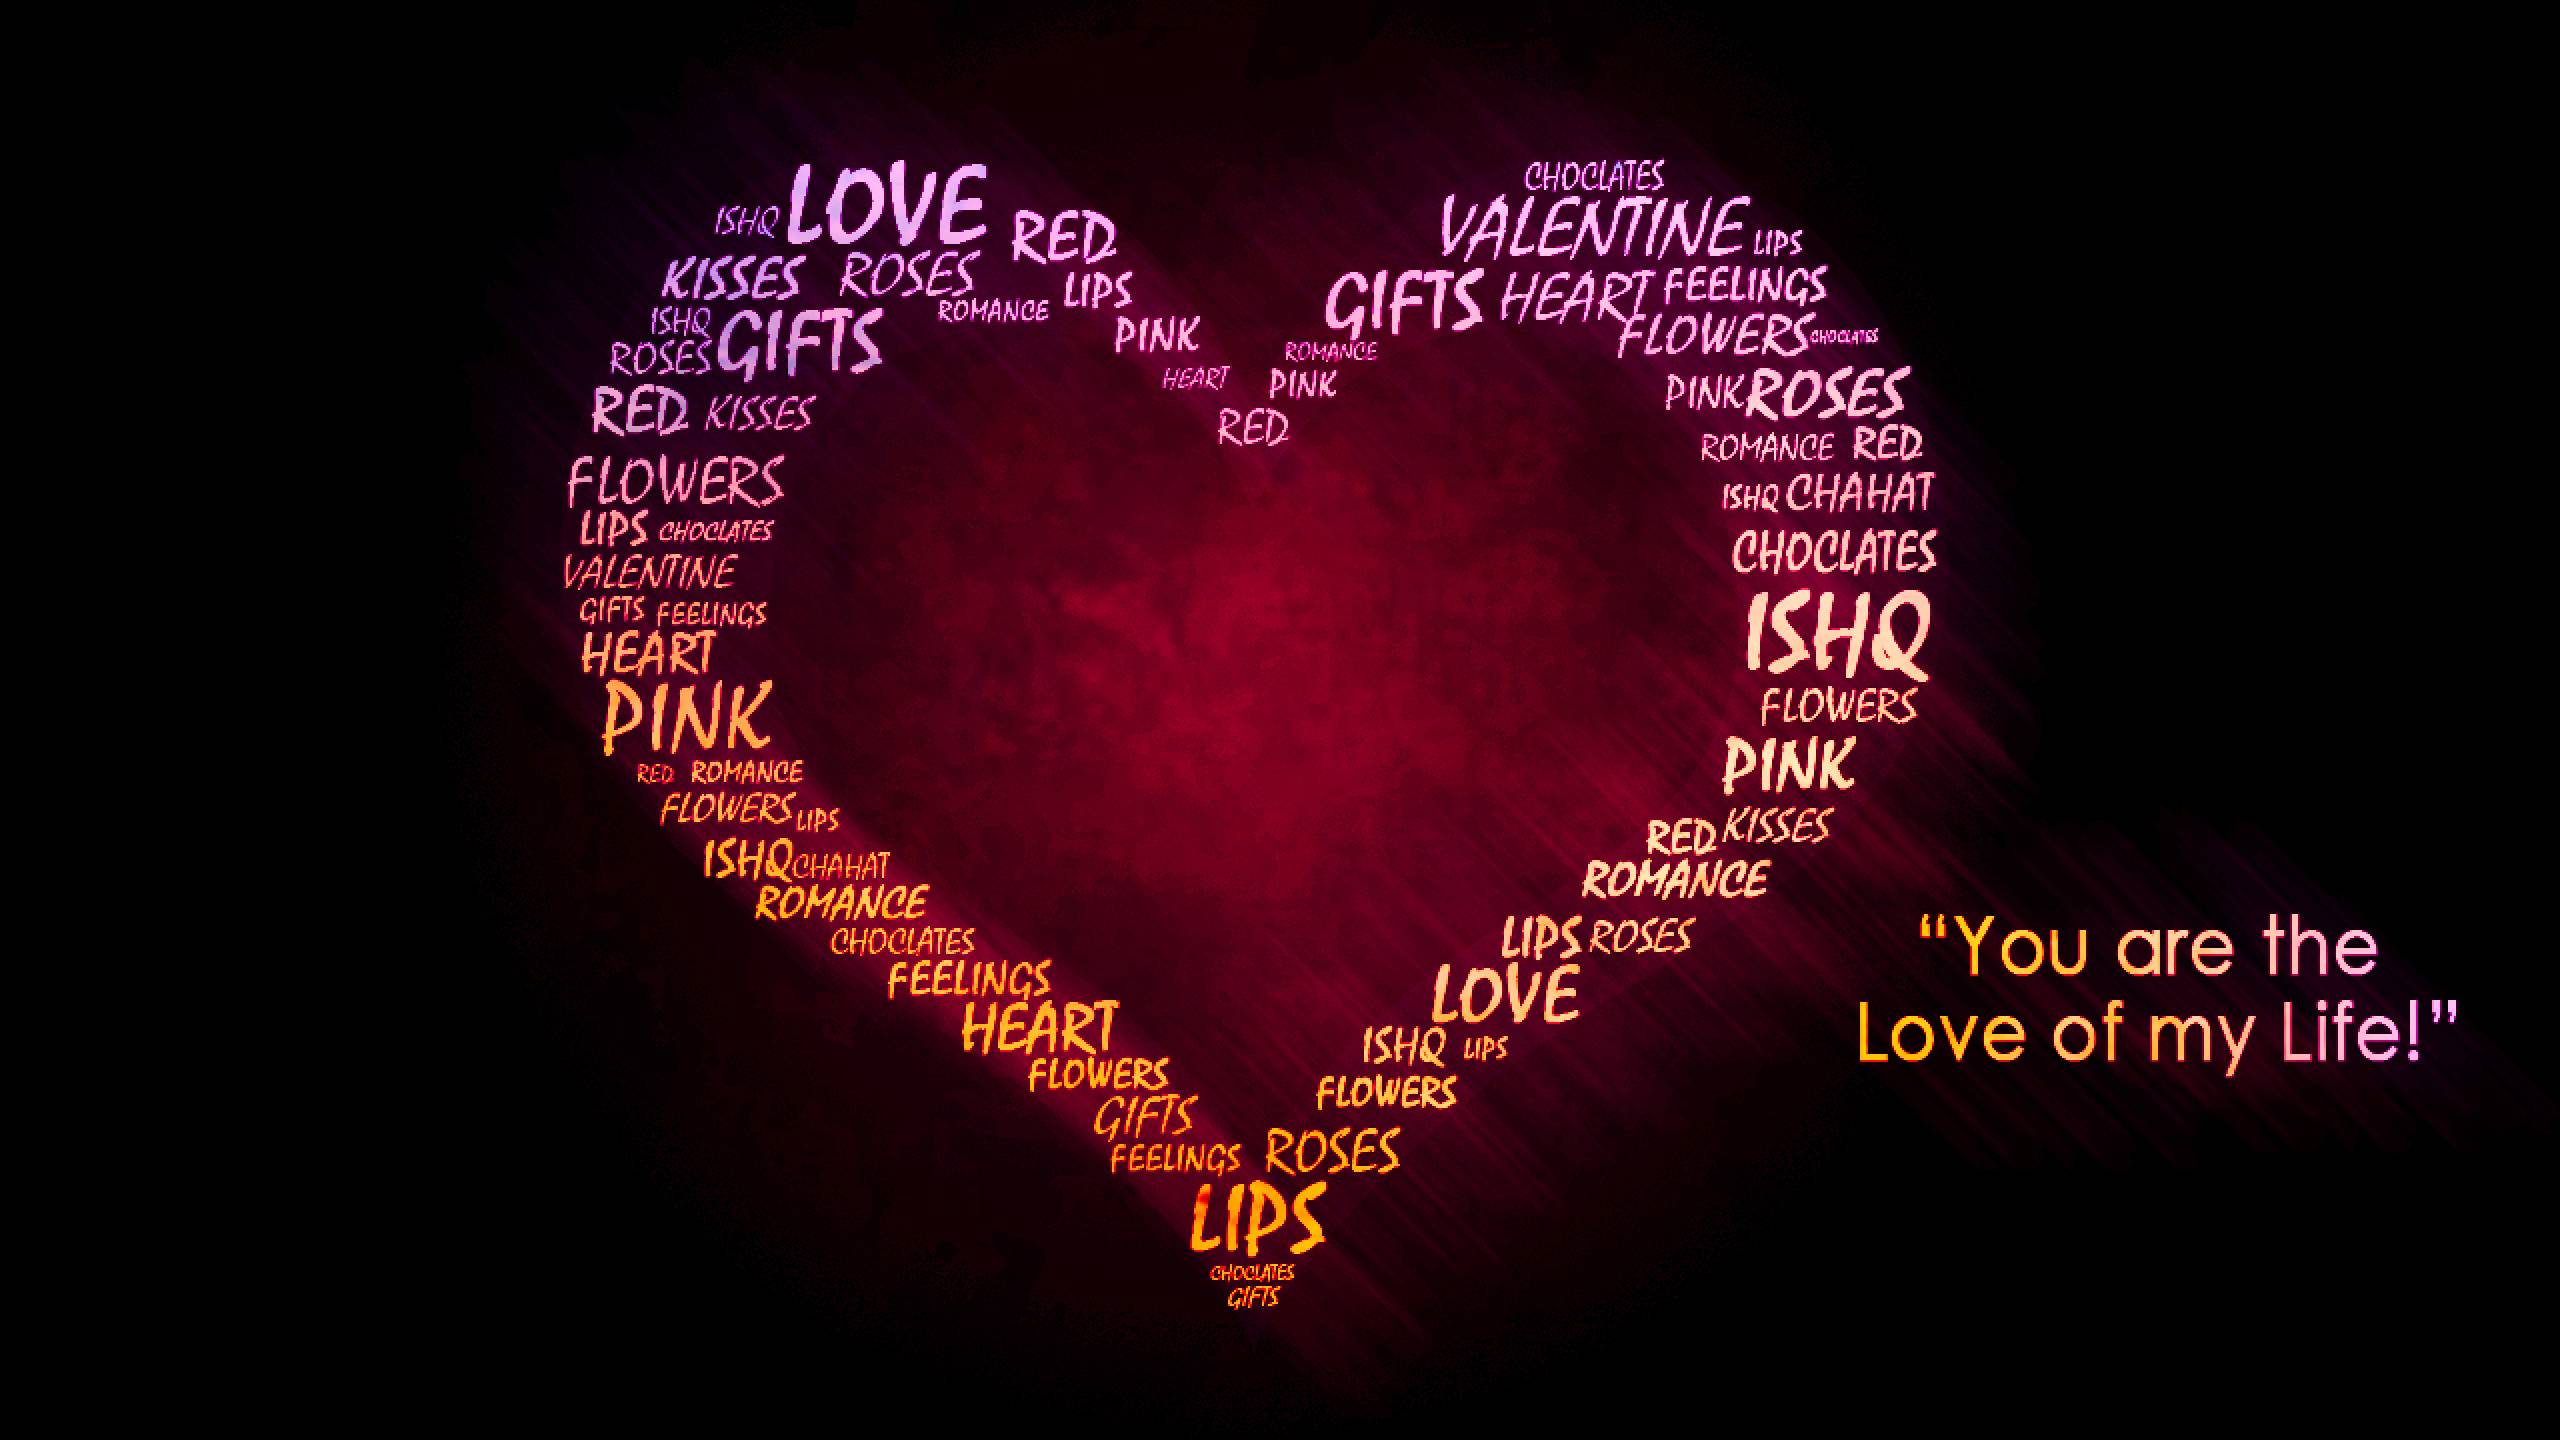 ISHQ LOVE RED
KISSES ROSES LIPS
ROMANCE
ISHQ GIFTS PINK
ROSES
HEART
RED KISSES
RED
FLOWERS
LIPS CHOCLATES
VALENTINE
GIFTS FEELINGS
HEART
PINK
RED ROMANCE
FLOWERS LIPS
ISHQ CHAHAT
ROMANCE
CHOCLATES
FEELINGS
HEART
FLOWERS
GIFTS
FEELINGS
CHOCLATES
VALENTINE LIPS
GIFTS HEART FEELINGS
FLOWERS CHOCLATES
ROMANCE
PINK
PINK ROSES
ROMANCE RED
ISHQ CHAHAT
CHOCLATES
ISHQ
FLOWERS
PINK
RED KISSES
ROMANCE
LIPS ROSES
LOVE
ISHQ LIPS
FLOWERS
ROSES
LIPS
CHOCLATES
GIFTS
“You are the
Love of my Life!”